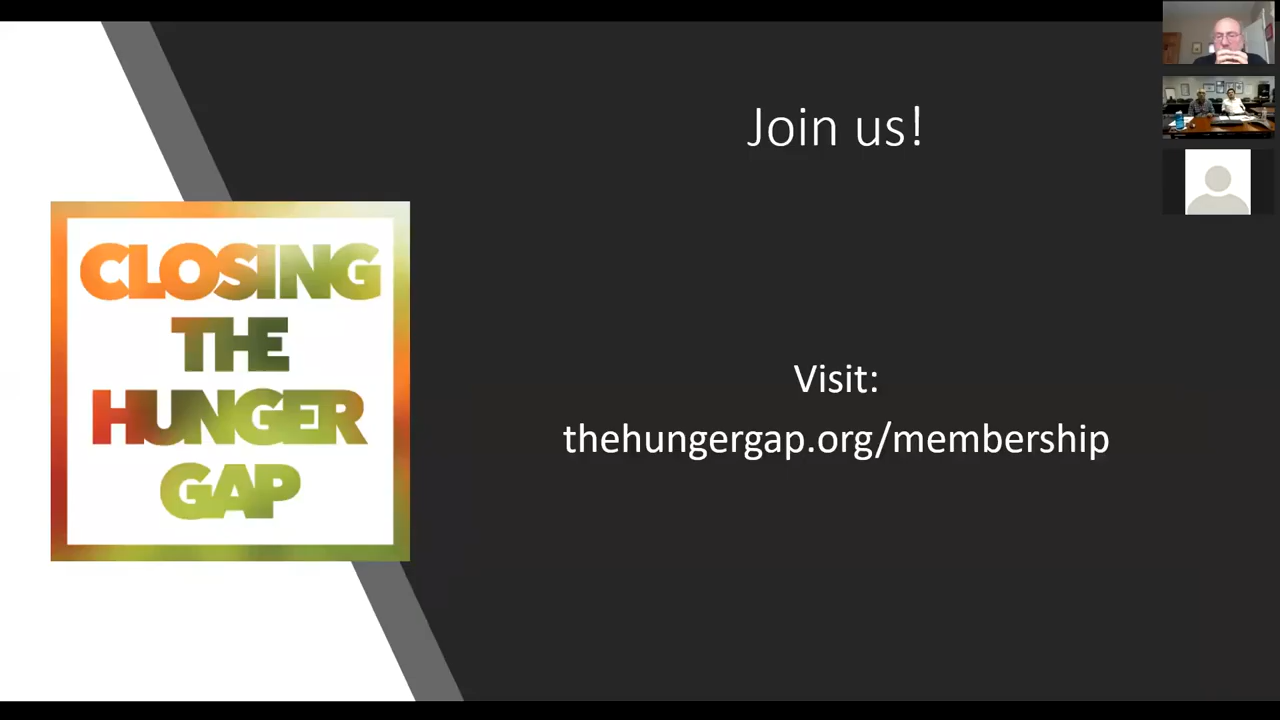 Join us!
CLOSING
THE
HUNGER
GAP
Visit:
thehungergap.org/membership